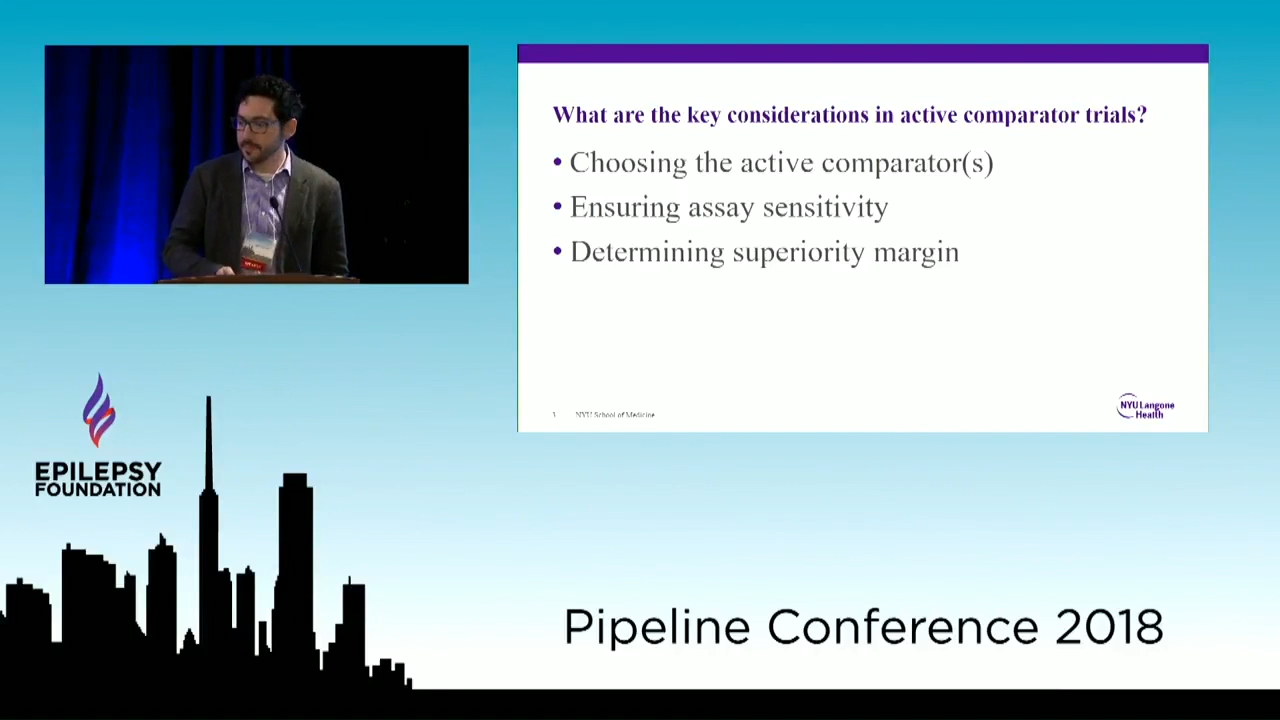 What are the key considerations in active comparator trials?
• Choosing the active comparator(s)
• Ensuring assay sensitivity
• Determining superiority margin
3 NYU School of Medicine
NYU Langone
Health
EPILEPSY
FOUNDATION
Pipeline Conference 2018